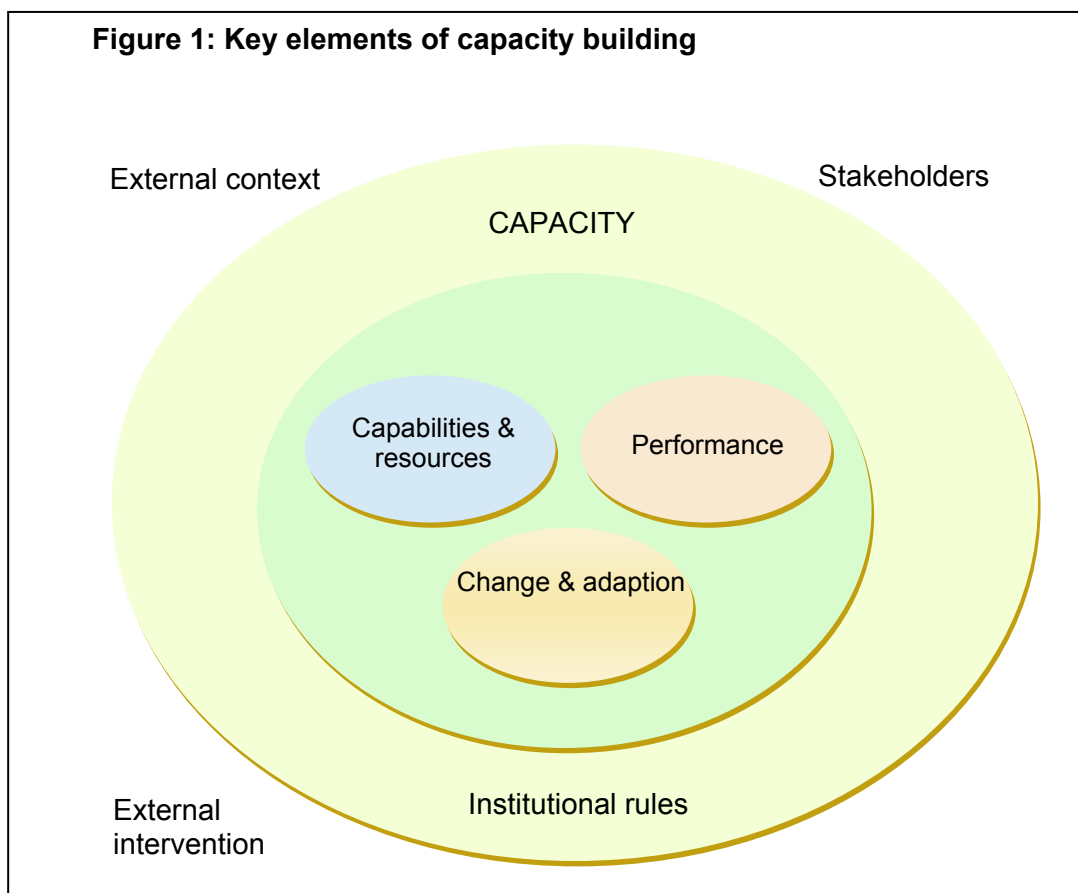 Figure 1: Key elements of capacity building
External context
Stakeholders
CAPACITY
Capabilities &
resources
Performance
Change & adaption
Institutional rules
External
intervention